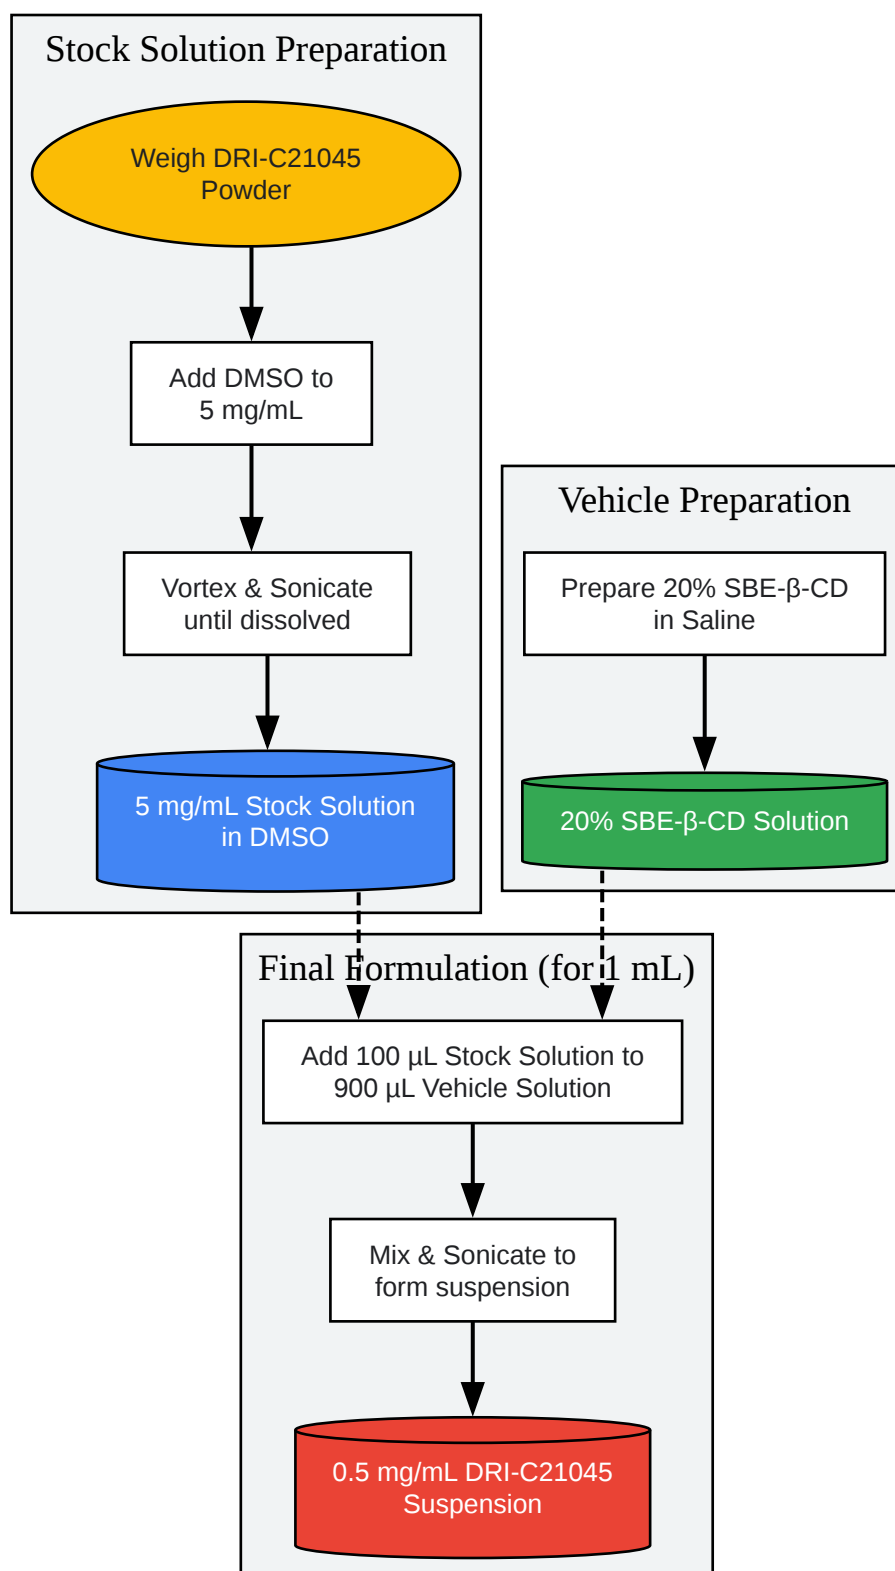 Stock Solution Preparation
Weigh DRI-C21045
Powder
Add DMSO to
5 mg/mL
Vortex & Sonicate
until dissolved
5 mg/mL Stock Solution
in DMSO
Vehicle Preparation
Prepare 20% SBE-β-CD
in Saline
20% SBE-β-CD Solution
Final Formulation (for 1 mL)
Add 100 µL Stock Solution to
900 µL Vehicle Solution
Mix & Sonicate to
form suspension
0.5 mg/mL DRI-C21045
Suspension